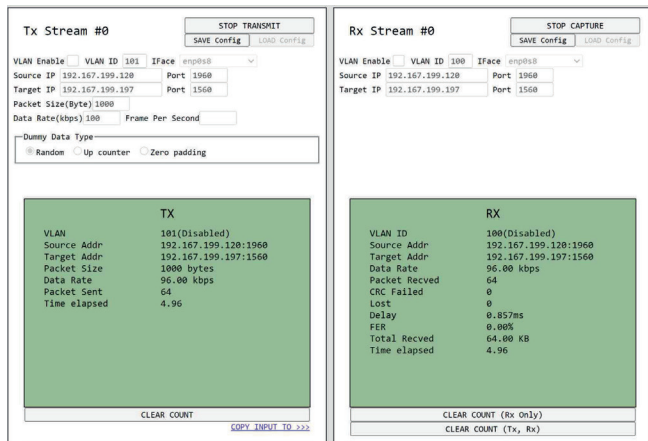 Tx Stream #0
STOP TRANSMIT
SAVE Config LOAD Config
VLAN Enable VLAN ID 101 IFace enp0s8
Source IP 192.167.199.120 Port 1960
Target IP 192.167.199.197 Port 1560
Packet Size(Byte) 1000
Data Rate(kbps) 100 Frame Per Second
Dummy Data Type
Random Up counter Zero padding
TX
VLAN 101(Disabled)
Source Addr 192.167.199.120:1960
Target Addr 192.167.199.197:1560
Packet Size 1000 bytes
Data Rate 96.00 kbps
Packet Sent 64
Time elapsed 4.96
CLEAR COUNT
COPY INPUT TO >>>
Rx Stream #0
STOP CAPTURE
SAVE Config LOAD Config
VLAN Enable VLAN ID 100 IFace enp0s8
Source IP 192.167.199.120 Port 1960
Target IP 192.167.199.197 Port 1560
RX
VLAN ID 100(Disabled)
Source Addr 192.167.199.120:1960
Target Addr 192.167.199.197:1560
Data Rate 96.00 kbps
Packet Recved 64
CRC Failed 0
Lost 0
Delay 0.857ms
FER 0.00%
Total Recved 64.00 KB
Time elapsed 4.96
CLEAR COUNT (Rx Only)
CLEAR COUNT (Tx, Rx)